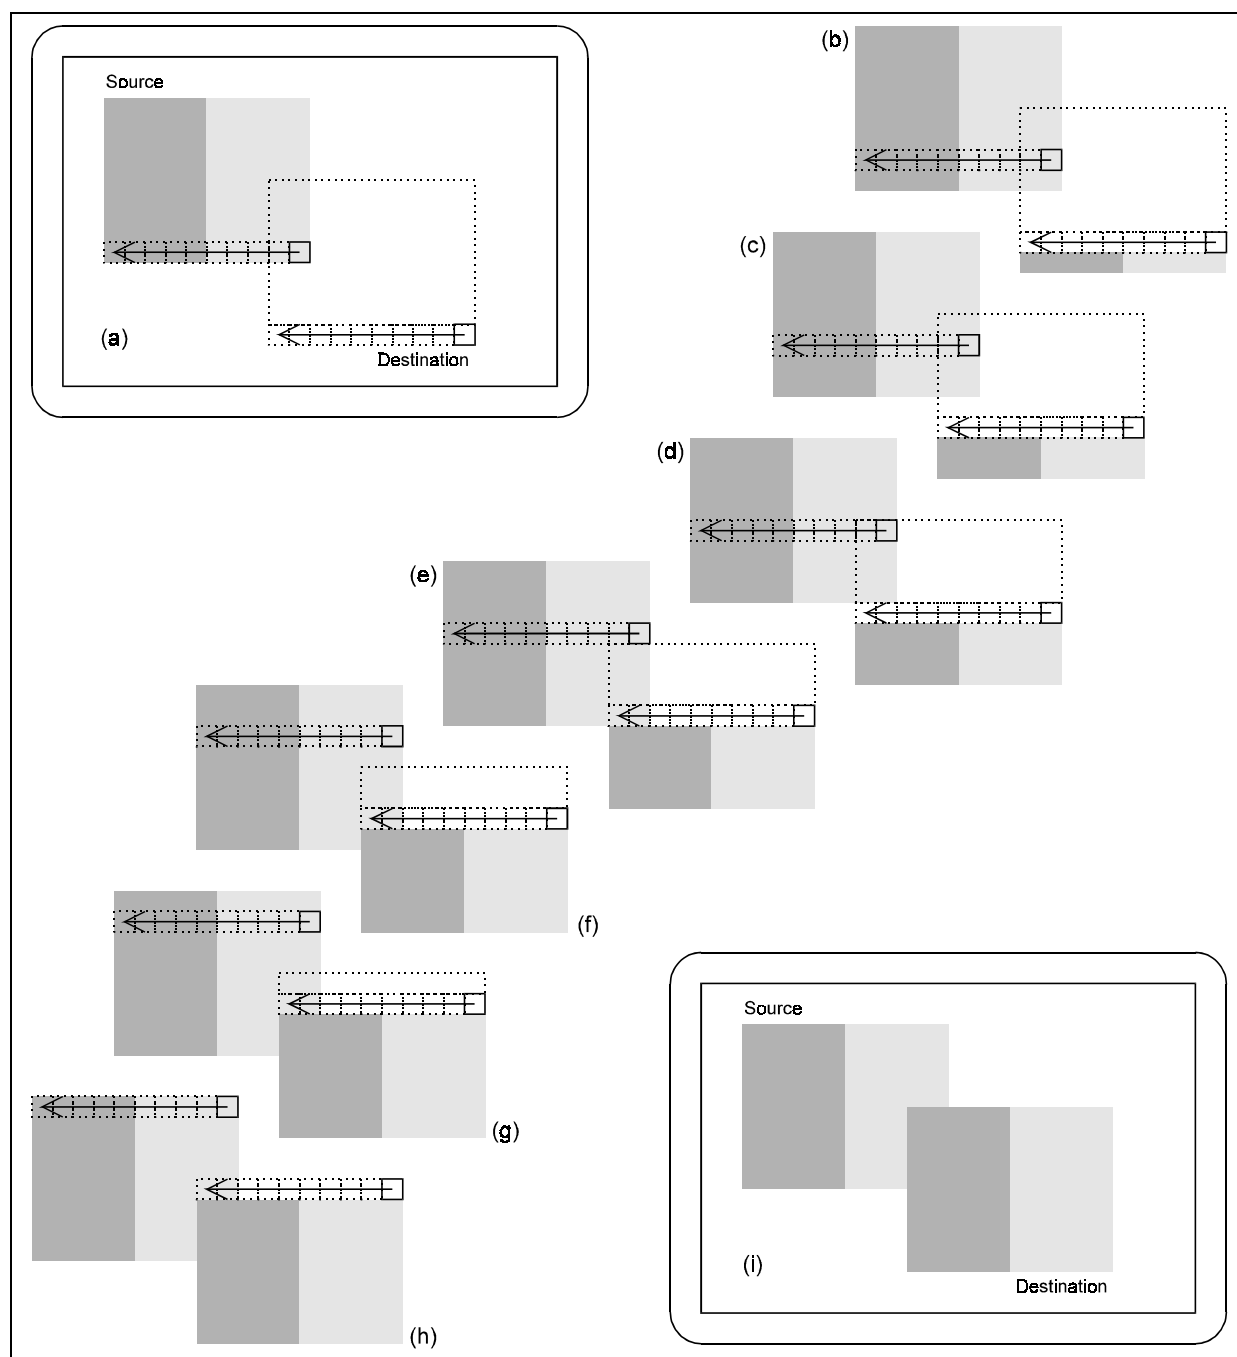 Source
(a)
Destination
(b)
(c)
(d)
(e)
(f)
(g)
(h)
Source
(i)
Destination